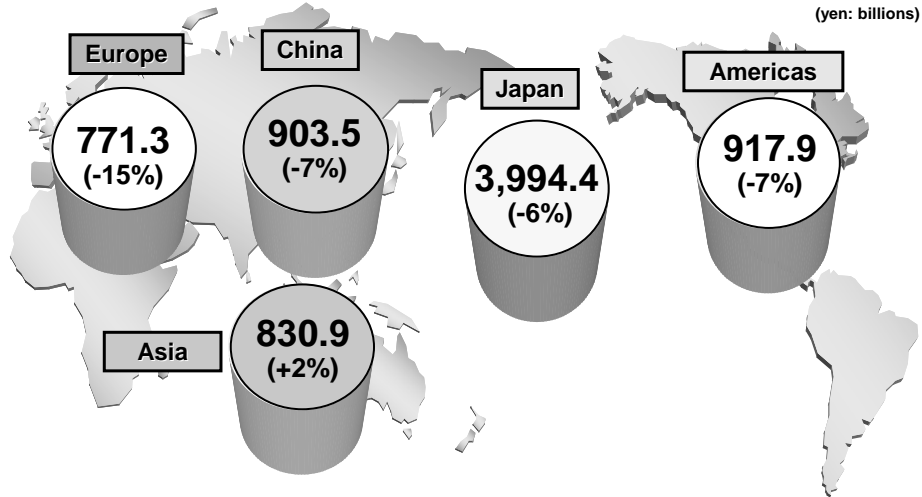 (yen: billions)
Europe
771.3
(-15%)
China
903.5
(-7%)
Japan
3,994.4
(-6%)
Americas
917.9
(-7%)
Asia
830.9
(+2%)